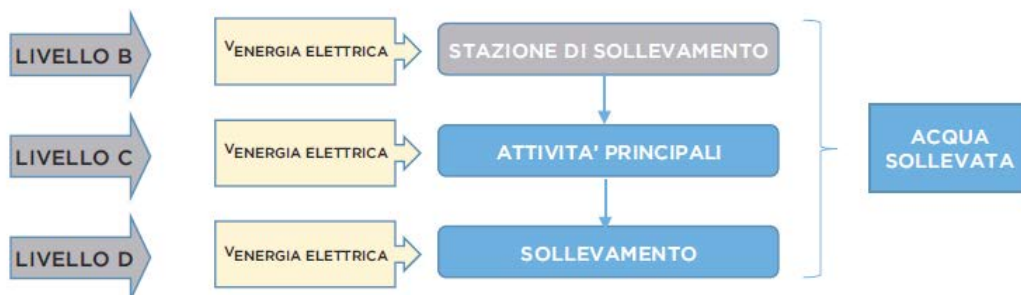 LIVELLO B
VENERGIA ELETTRICA
STAZIONE DI SOLLEVAMENTO
LIVELLO C
VENERGIA ELETTRICA
ATTIVITA' PRINCIPALI
ACQUA
SOLLEVATA
LIVELLO D
VENERGIA ELETTRICA
SOLLEVAMENTO